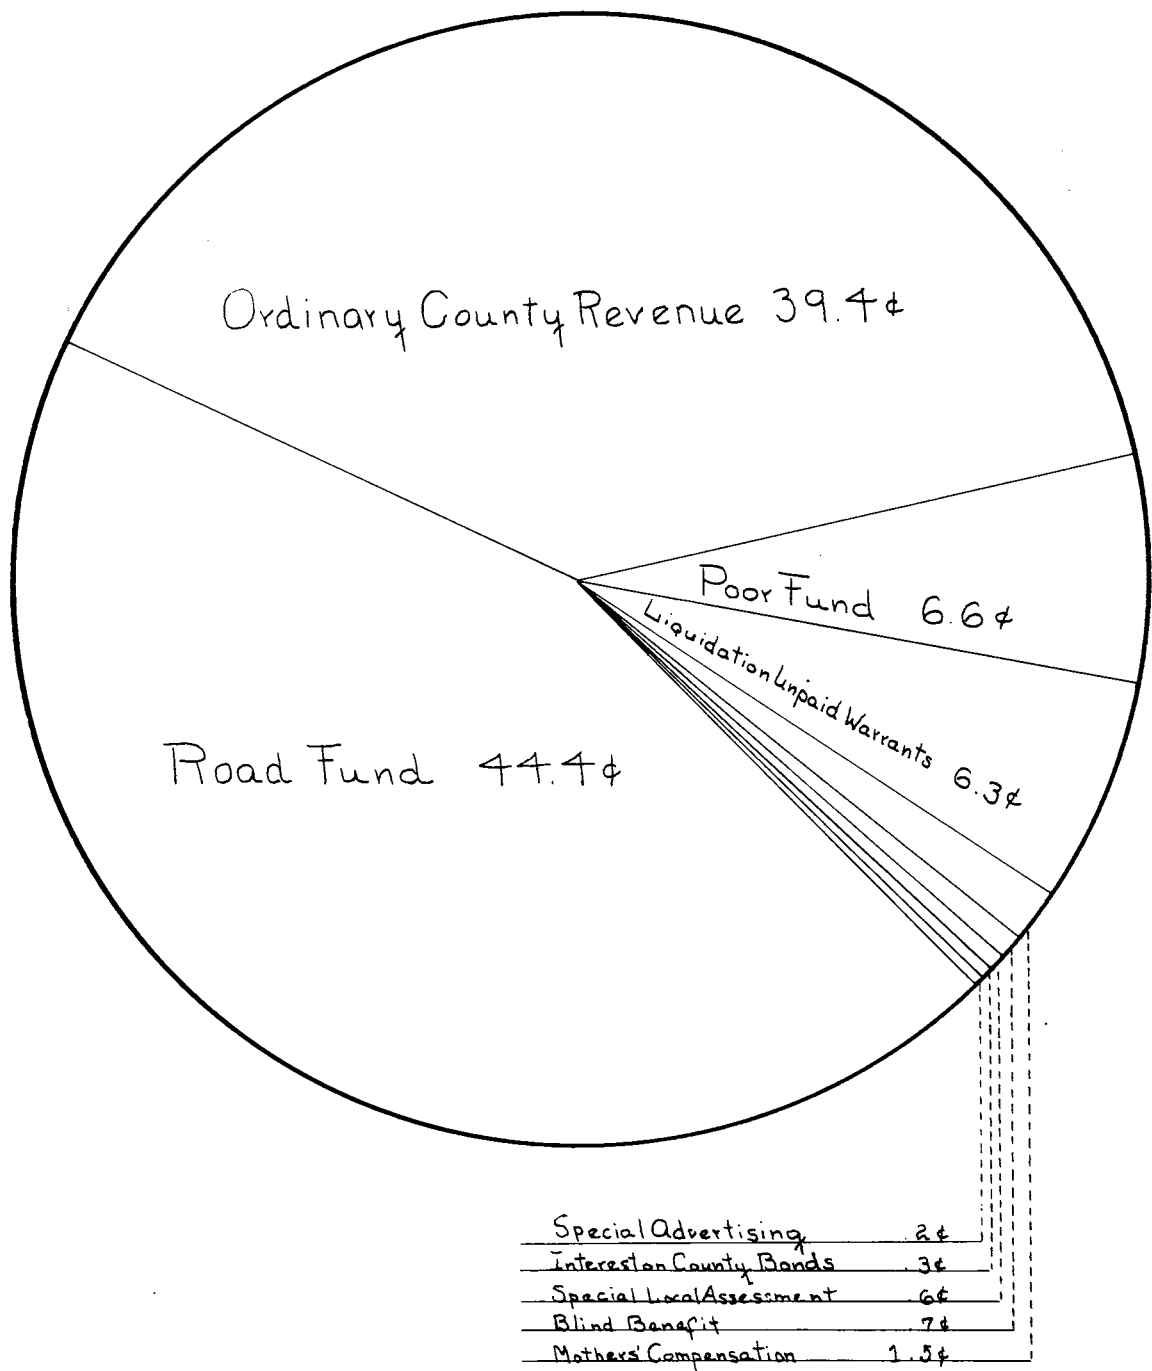 Ordinary County Revenue 39.4¢
Poor Fund 6.6¢
Liquidation Unpaid Warrants 6.3¢
Road Fund 44.4¢
Special Advertising .2¢
Interest on County Bonds .3¢
Special Local Assessment .6¢
Blind Benefit .7¢
Mothers' Compensation 1.5¢